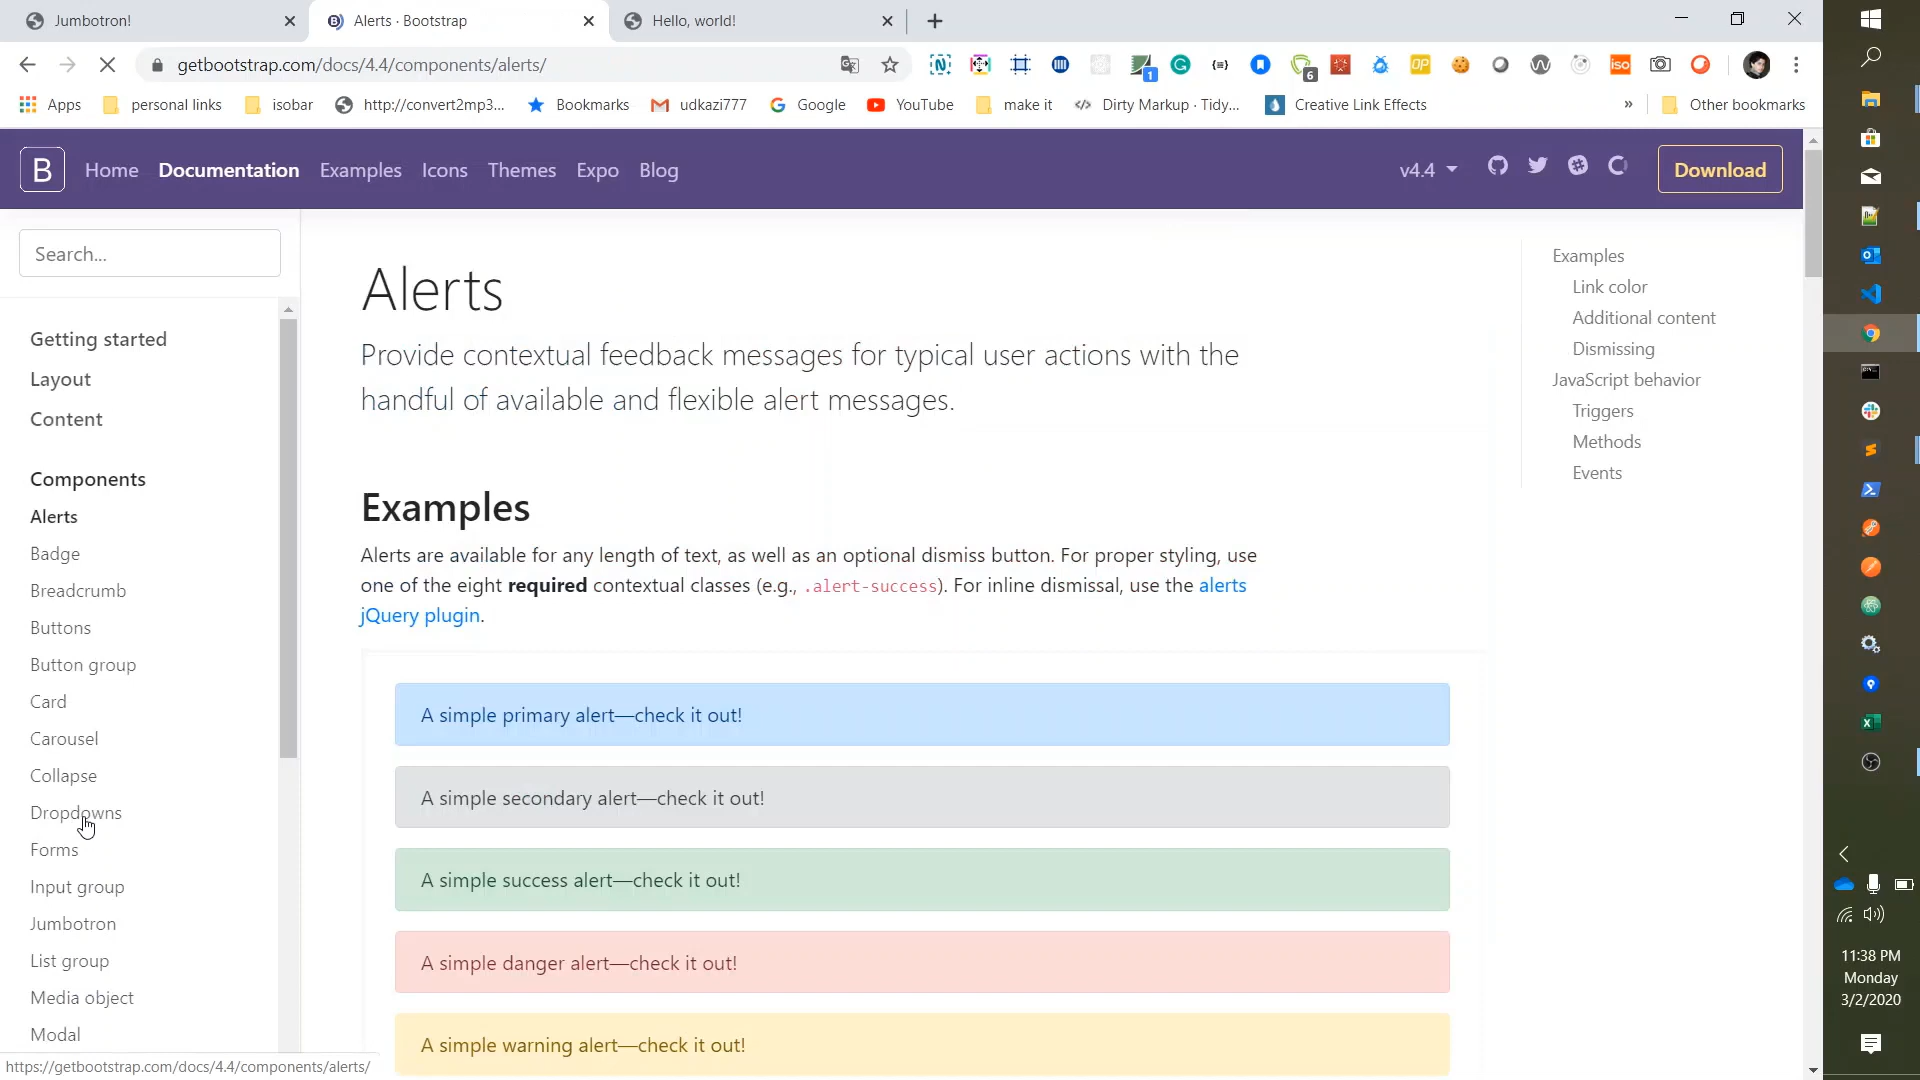 Jumbotron!
Alerts · Bootstrap
Hello, world!
getbootstrap.com/docs/4.4/components/alerts/
Apps
personal links
isobar
http://convert2mp3...
Bookmarks
udkazi777
Google
YouTube
make it
Dirty Markup · Tidy...
Creative Link Effects
»
Other bookmarks
B
Home
Documentation
Examples
Icons
Themes
Expo
Blog
v4.4
Download
Search...
Getting started
Layout
Content
Components
Alerts
Badge
Breadcrumb
Buttons
Button group
Card
Carousel
Collapse
Dropdowns
Forms
Input group
Jumbotron
List group
Media object
Modal
https://getbootstrap.com/docs/4.4/components/alerts/
Alerts
Provide contextual feedback messages for typical user actions with the
handful of available and flexible alert messages.
Examples
Alerts are available for any length of text, as well as an optional dismiss button. For proper styling, use
one of the eight required contextual classes (e.g., .alert-success). For inline dismissal, use the alerts
jQuery plugin.
A simple primary alert—check it out!
A simple secondary alert—check it out!
A simple success alert—check it out!
A simple danger alert—check it out!
A simple warning alert—check it out!
Examples
Link color
Additional content
Dismissing
JavaScript behavior
Triggers
Methods
Events
11:38 PM
Monday
3/2/2020